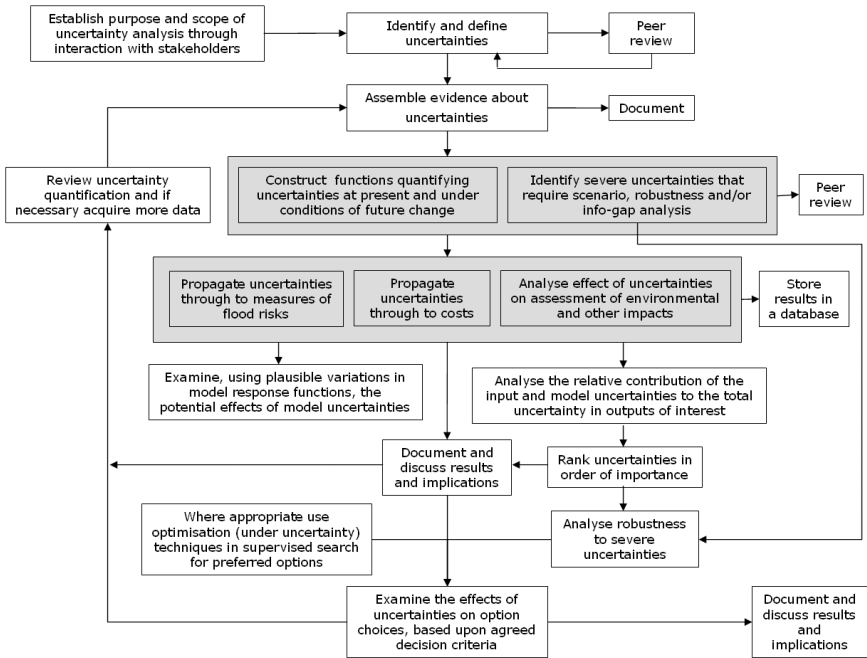 Establish purpose and scope of
uncertainty analysis through
interaction with stakeholders
Identify and define
uncertainties
Peer
review
Assemble evidence about
uncertainties
Document
Review uncertainty
quantification and if
necessary acquire more data
Construct functions quantifying
uncertainties at present and under
conditions of future change
Identify severe uncertainties that
require scenario, robustness and/or
info-gap analysis
Peer
review
Propagate uncertainties
through to measures of
flood risks
Propagate
uncertainties
through to costs
Analyse effect of uncertainties
on assessment of environmental
and other impacts
Store
results in
a database
Examine, using plausible variations in
model response functions, the
potential effects of model uncertainties
Analyse the relative contribution of the
input and model uncertainties to the total
uncertainty in outputs of interest
Document and
discuss results
and implications
Rank uncertainties in
order of importance
Where appropriate use
optimisation (under uncertainty)
techniques in supervised search
for preferred options
Analyse robustness
to severe
uncertainties
Examine the effects of
uncertainties on option
choices, based upon agreed
decision criteria
Document and
discuss results
and
implications